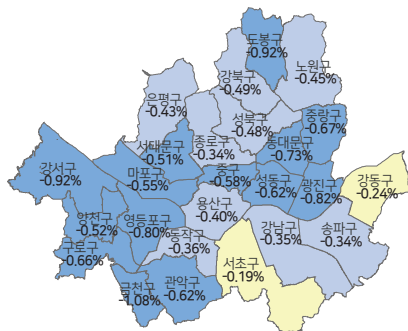 도봉구
-0.92%
노원구
-0.45%
강북구
-0.49%
은평구
-0.43%
중랑구
-0.67%
성북구
-0.48%
종로구
-0.34%
서대문구
-0.51%
동대문구
-0.73%
강서구
-0.92%
마포구
-0.55%
중구
-0.58%
성동구
-0.62%
광진구
-0.82%
강동구
-0.24%
양천구
-0.52%
영등포구
-0.80%
용산구
-0.40%
구로구
-0.66%
동작구
-0.36%
강남구
-0.35%
송파구
-0.34%
서초구
-0.19%
금천구
-1.08%
관악구
-0.62%